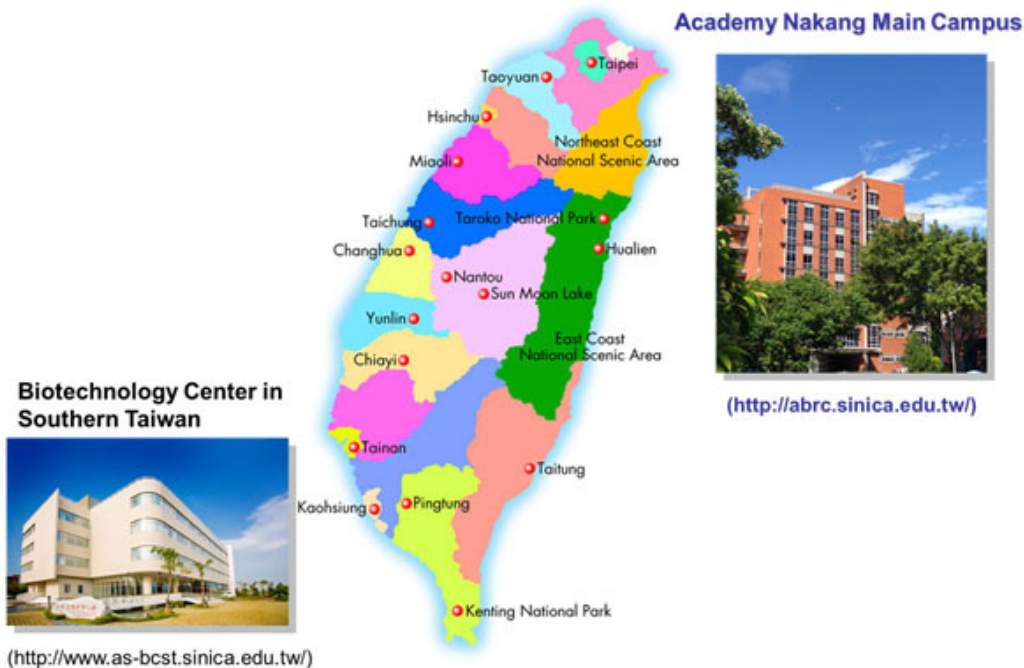 Academy Nakang Main Campus
Taipei
Taoyuan
Hsinchu
Northeast Coast
National Scenic Area
Miaoli
Taichung
Taroko National Park
Changhua
Hualien
Nantou
Sun Moon Lake
Yunlin
East Coast
National Scenic Area
Chiayi
(http://abrc.sinica.edu.tw/)
Biotechnology Center in
Southern Taiwan
Tainan
Taitung
Kaohsiung
Pingtung
Kenting National Park
(http://www.as-bcst.sinica.edu.tw/)